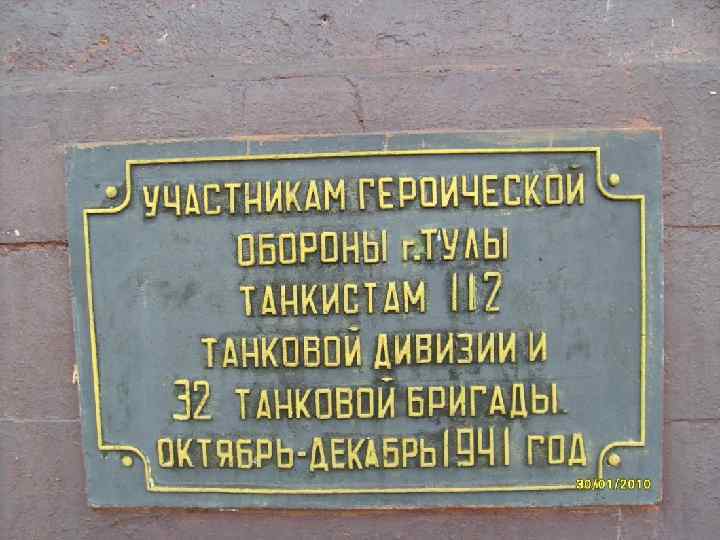 УЧАСТНИКАМ ГЕРОИЧЕСКОЙ
ОБОРОНЫ г.ТУЛЫ
ТАНКИСТАМ 112
ТАНКОВОЙ ДИВИЗИИ И
32 ТАНКОВОЙ БРИГАДЫ.
ОКТЯБРЬ-ДЕКАБРЬ 1941 ГОД
30/01/2010